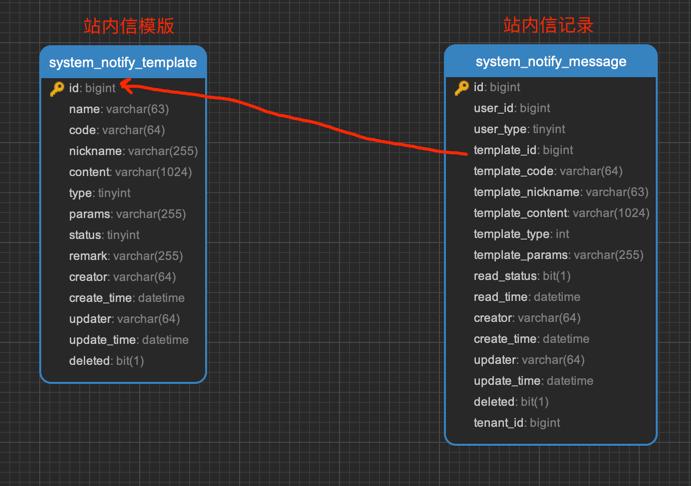 站内信模版
system_notify_template
id: bigint
name: varchar(63)
code: varchar(64)
nickname: varchar(255)
content: varchar(1024)
type: tinyint
params: varchar(255)
status: tinyint
remark: varchar(255)
creator: varchar(64)
create_time: datetime
updater: varchar(64)
update_time: datetime
deleted: bit(1)
站内信记录
system_notify_message
id: bigint
user_id: bigint
user_type: tinyint
template_id: bigint
template_code: varchar(64)
template_nickname: varchar(63)
template_content: varchar(1024)
template_type: int
template_params: varchar(255)
read_status: bit(1)
read_time: datetime
creator: varchar(64)
create_time: datetime
updater: varchar(64)
update_time: datetime
deleted: bit(1)
tenant_id: bigint